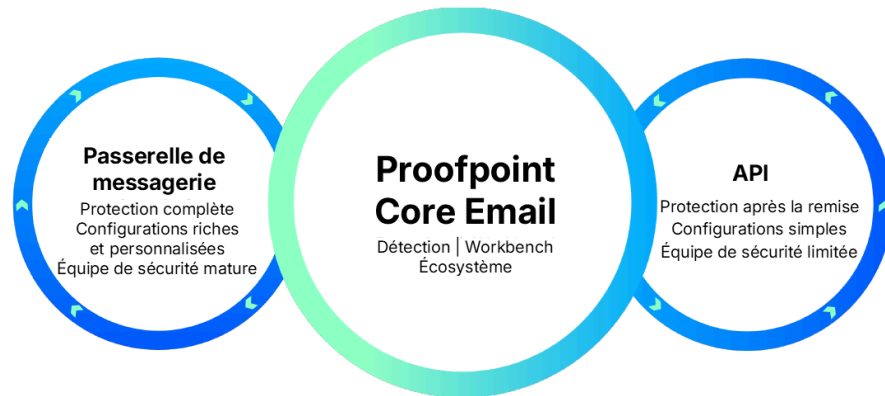 Passerelle de
messagerie
Protection complète
Configurations riches
et personnalisées
Équipe de sécurité mature
Proofpoint
Core Email
Détection | Workbench
Écosystème
API
Protection après la remise
Configurations simples
Équipe de sécurité limitée